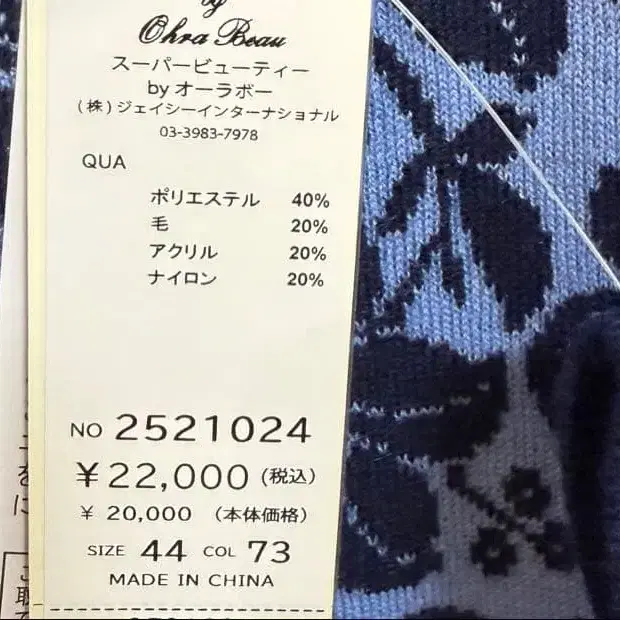 by
Ohra Beau
スーパービューティー
by オーラボー
(株)ジェイシーインターナショナル
03-3983-7978
QUA
ポリエステル 40%
毛 20%
アクリル 20%
ナイロン 20%
NO 2521024
¥22,000 (税込)
¥ 20,000 (本体価格)
SIZE 44 COL 73
MADE IN CHINA